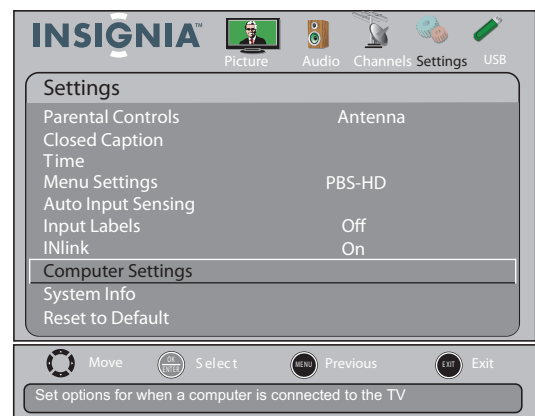 INSIGNIA™
Picture Audio Channels Settings USB
Settings
Parental Controls Antenna
Closed Caption
Time
Menu Settings PBS-HD
Auto Input Sensing
Input Labels Off
INlink On
Computer Settings
System Info
Reset to Default
Move OK ENTER Select MENU Previous EXIT Exit
Set options for when a computer is connected to the TV